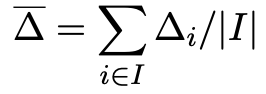 $\overline{\Delta} = \sum_{i \in I} \Delta_i / |I|$